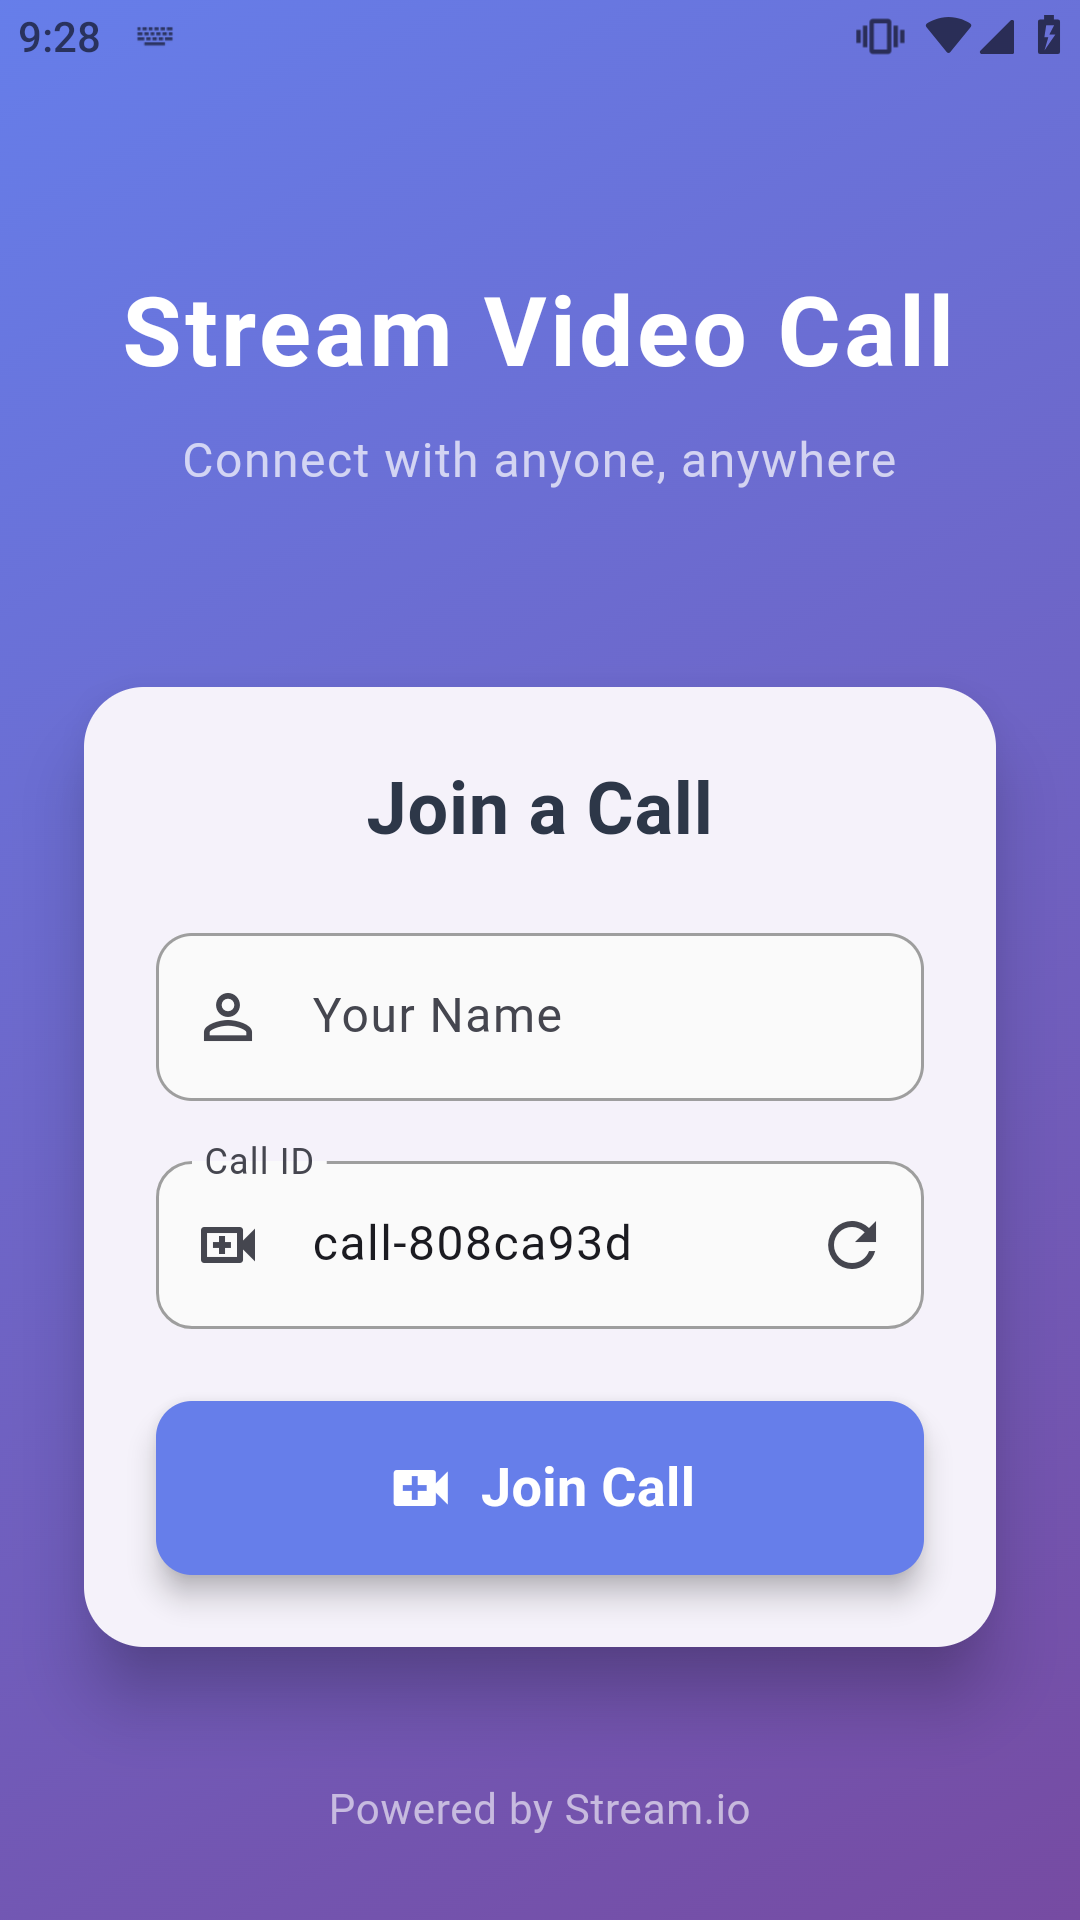 9:28
Stream Video Call
Connect with anyone, anywhere
Join a Call
Your Name
Call ID
call-808ca93d
Join Call
Powered by Stream.io